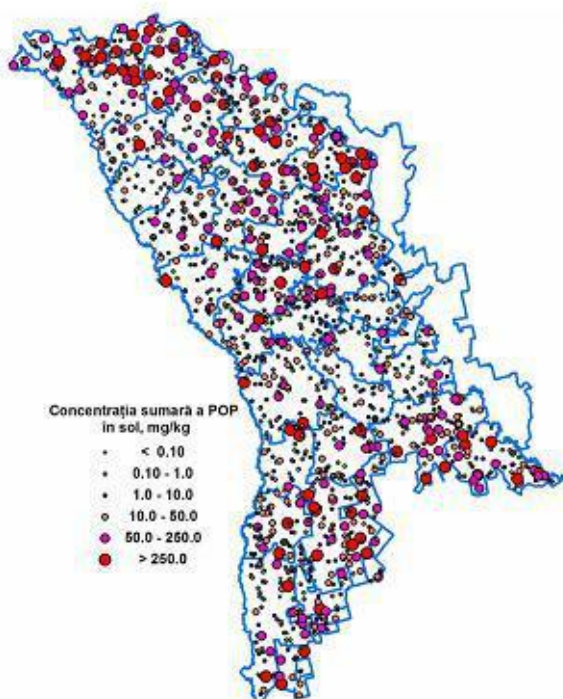 Concentrația sumară a POP
în sol, mg/kg
< 0.10
0.10 - 1.0
1.0 - 10.0
10.0 - 50.0
50.0 - 250.0
> 250.0